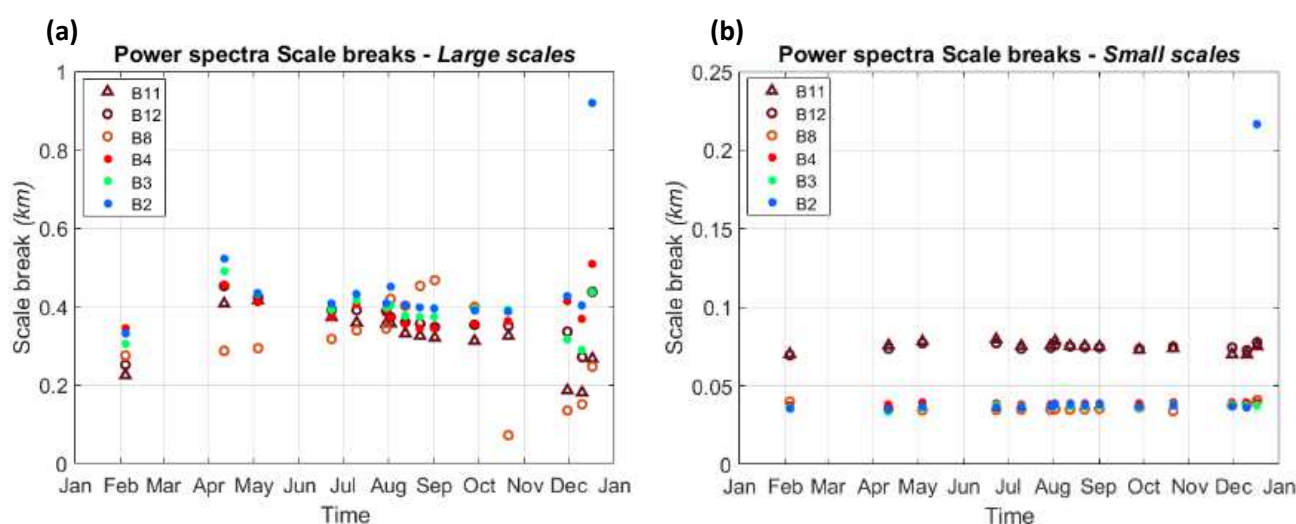 (a)
Power spectra Scale breaks - Large scales
1
0.8
0.6
0.4
0.2
0
Scale break (km)
B11
B12
B8
B4
B3
B2
Jan Feb Mar Apr May Jun Jul Aug Sep Oct Nov Dec Jan
Time
(b)
Power spectra Scale breaks - Small scales
0.25
0.2
0.15
0.1
0.05
0
Scale break (km)
B11
B12
B8
B4
B3
B2
Jan Feb Mar Apr May Jun Jul Aug Sep Oct Nov Dec Jan
Time